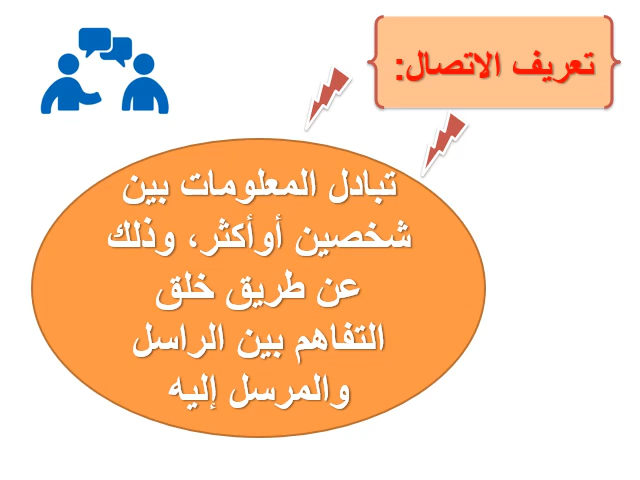 تعريف الاتصال:
تبادل المعلومات بين
شخصين أوأكثر، وذلك
عن طريق خلق
التفاهم بين الراسل
والمرسل إليه